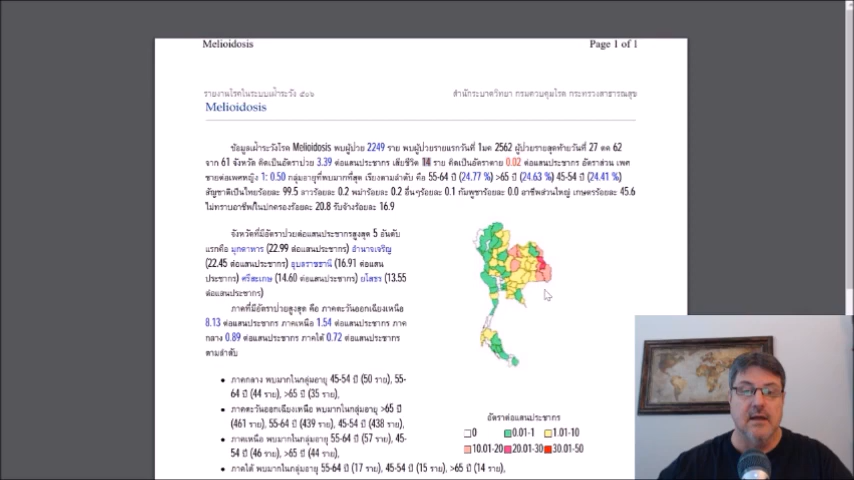 Melioidosis Page 1 of 1
รายงานโรคในระบบเฝ้าระวัง ๕๐๖ สำนักระบาดวิทยา กรมควบคุมโรค กระทรวงสาธารณสุข
Melioidosis
ข้อมูลเฝ้าระวังโรค Melioidosis พบผู้ป่วย 2249 ราย พบผู้ป่วยรายแรกวันที่ 1มค 2562 ผู้ป่วยรายสุดท้ายวันที่ 27 ตค 62
จาก 61 จังหวัด คิดเป็นอัตราป่วย 3.39 ต่อแสนประชากร เสียชีวิต ราย คิดเป็นอัตราตาย 0.02 ต่อแสนประชากร อัตราส่วน เพศ
ชายต่อเพศหญิง 1: 0.50 กลุ่มอายุที่พบมากที่สุด เรียงตามลำดับ คือ 55-64 ปี (24.77 %) >65 ปี (24.63 %) 45-54 ปี (24.41 %)
สัญชาติเป็นไทยร้อยละ 99.5 ลาวร้อยละ 0.2 พม่าร้อยละ 0.2 อื่นๆร้อยละ 0.1 กัมพูชาร้อยละ 0.0 อาชีพส่วนใหญ่ เกษตรร้อยละ 45.6
ไม่ทราบอาชีพ/ในปกครองร้อยละ 20.8 รับจ้างร้อยละ 16.9
จังหวัดที่มีอัตราป่วยต่อแสนประชากรสูงสุด 5 อันดับ
แรกคือ มุกดาหาร (22.99 ต่อแสนประชากร) อำนาจเจริญ
(22.45 ต่อแสนประชากร) อุบลราชธานี (16.91 ต่อแสน
ประชากร) ศรีสะเกษ (14.60 ต่อแสนประชากร) ยโสธร (13.55
ต่อแสนประชากร)
ภาคที่มีอัตราป่วยสูงสุด คือ ภาคตะวันออกเฉียงเหนือ
8.13 ต่อแสนประชากร ภาคเหนือ 1.54 ต่อแสนประชากร ภาค
กลาง 0.89 ต่อแสนประชากร ภาคใต้ 0.72 ต่อแสนประชากร
ตามลำดับ
• ภาคกลาง พบมากในกลุ่มอายุ 45-54 ปี (50 ราย), 55-
64 ปี (44 ราย), >65 ปี (35 ราย),
• ภาคตะวันออกเฉียงเหนือ พบมากในกลุ่มอายุ >65 ปี
(461 ราย), 55-64 ปี (439 ราย), 45-54 ปี (438 ราย),
• ภาคเหนือ พบมากในกลุ่มอายุ 55-64 ปี (57 ราย), 45-
54 ปี (46 ราย), >65 ปี (44 ราย),
• ภาคใต้ พบมากในกลุ่มอายุ 55-64 ปี (17 ราย), 45-54 ปี (15 ราย), >65 ปี (14 ราย),
อัตราต่อแสนประชากร
0 0.01-1 1.01-10
10.01-20 20.01-30 30.01-50